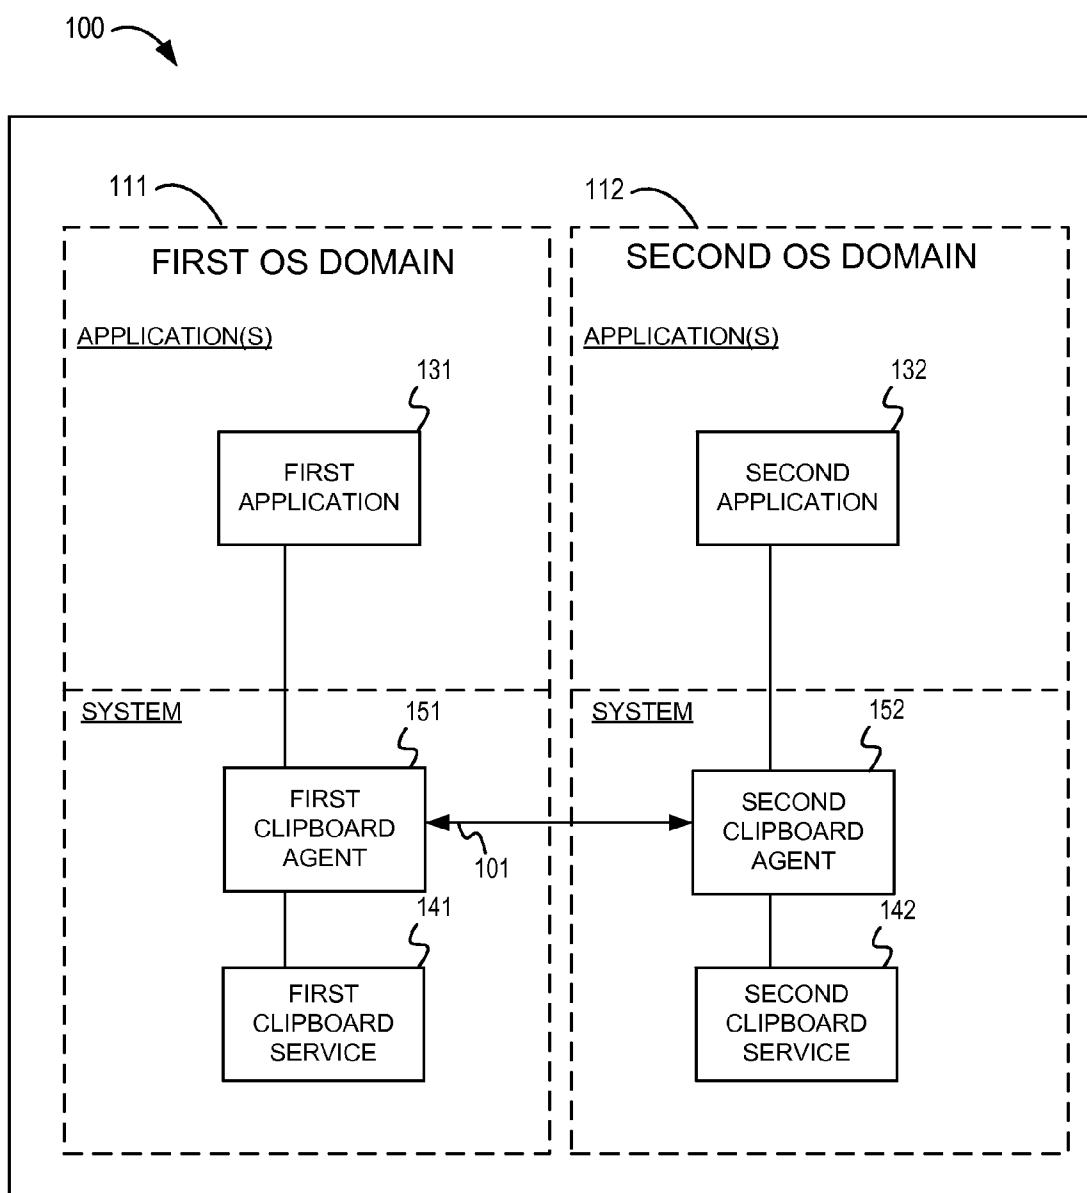 100
111
112
FIRST OS DOMAIN
SECOND OS DOMAIN
APPLICATION(S)
APPLICATION(S)
131
132
FIRST
APPLICATION
SECOND
APPLICATION
SYSTEM
SYSTEM
151
152
FIRST
CLIPBOARD
AGENT
SECOND
CLIPBOARD
AGENT
101
141
142
FIRST
CLIPBOARD
SERVICE
SECOND
CLIPBOARD
SERVICE